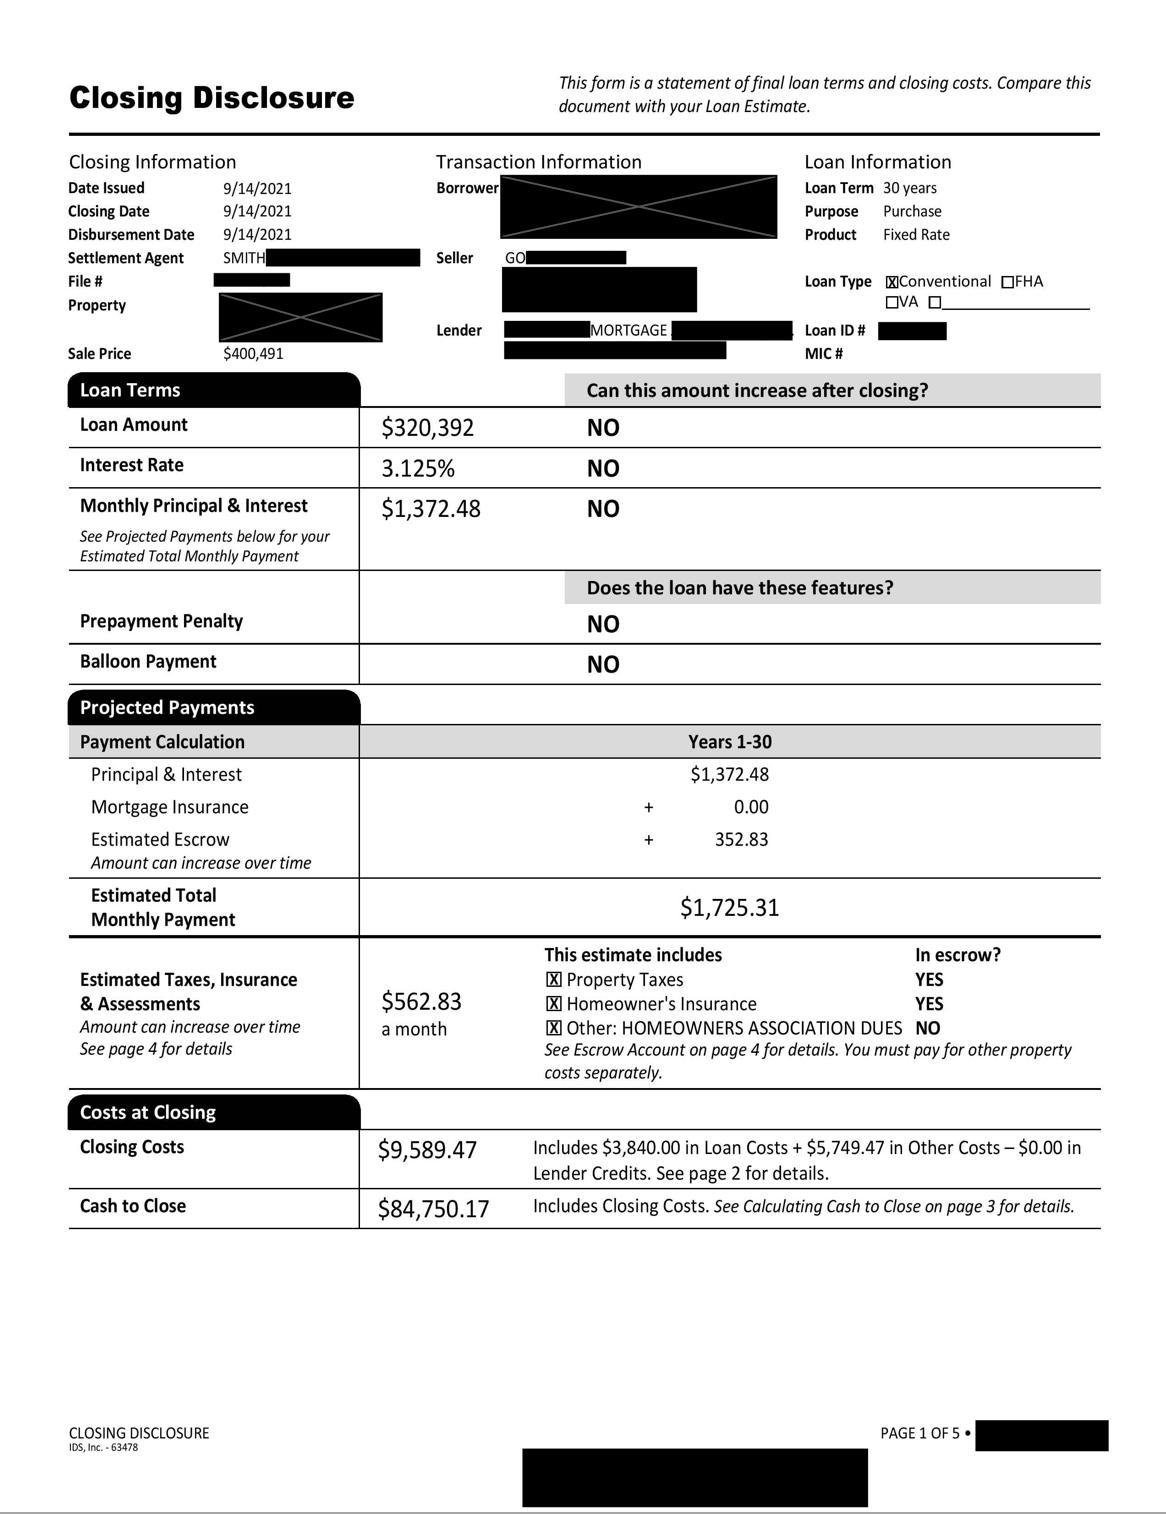 Closing Disclosure
This form is a statement of final loan terms and closing costs. Compare this
document with your Loan Estimate.
Closing Information
Date Issued 9/14/2021
Closing Date 9/14/2021
Disbursement Date 9/14/2021
Settlement Agent SMITH
File #
Property
Sale Price $400,491
Transaction Information
Borrower
Seller GO
Lender MORTGAGE
Loan Information
Loan Term 30 years
Purpose Purchase
Product Fixed Rate
Loan Type ☒Conventional ☐FHA
☐VA ☐
Loan ID #
MIC #
Loan Terms Can this amount increase after closing?
Loan Amount $320,392 NO
Interest Rate 3.125% NO
Monthly Principal & Interest $1,372.48 NO
See Projected Payments below for your
Estimated Total Monthly Payment
Does the loan have these features?
Prepayment Penalty NO
Balloon Payment NO
Projected Payments
Payment Calculation Years 1-30
Principal & Interest $1,372.48
Mortgage Insurance + 0.00
Estimated Escrow + 352.83
Amount can increase over time
Estimated Total
Monthly Payment $1,725.31
Estimated Taxes, Insurance
& Assessments
Amount can increase over time
See page 4 for details
$562.83
a month
This estimate includes In escrow?
☒ Property Taxes YES
☒ Homeowner's Insurance YES
☒ Other: HOMEOWNERS ASSOCIATION DUES NO
See Escrow Account on page 4 for details. You must pay for other property
costs separately.
Costs at Closing
Closing Costs $9,589.47 Includes $3,840.00 in Loan Costs + $5,749.47 in Other Costs – $0.00 in
Lender Credits. See page 2 for details.
Cash to Close $84,750.17 Includes Closing Costs. See Calculating Cash to Close on page 3 for details.
CLOSING DISCLOSURE PAGE 1 OF 5 •
IDS, Inc. - 63478